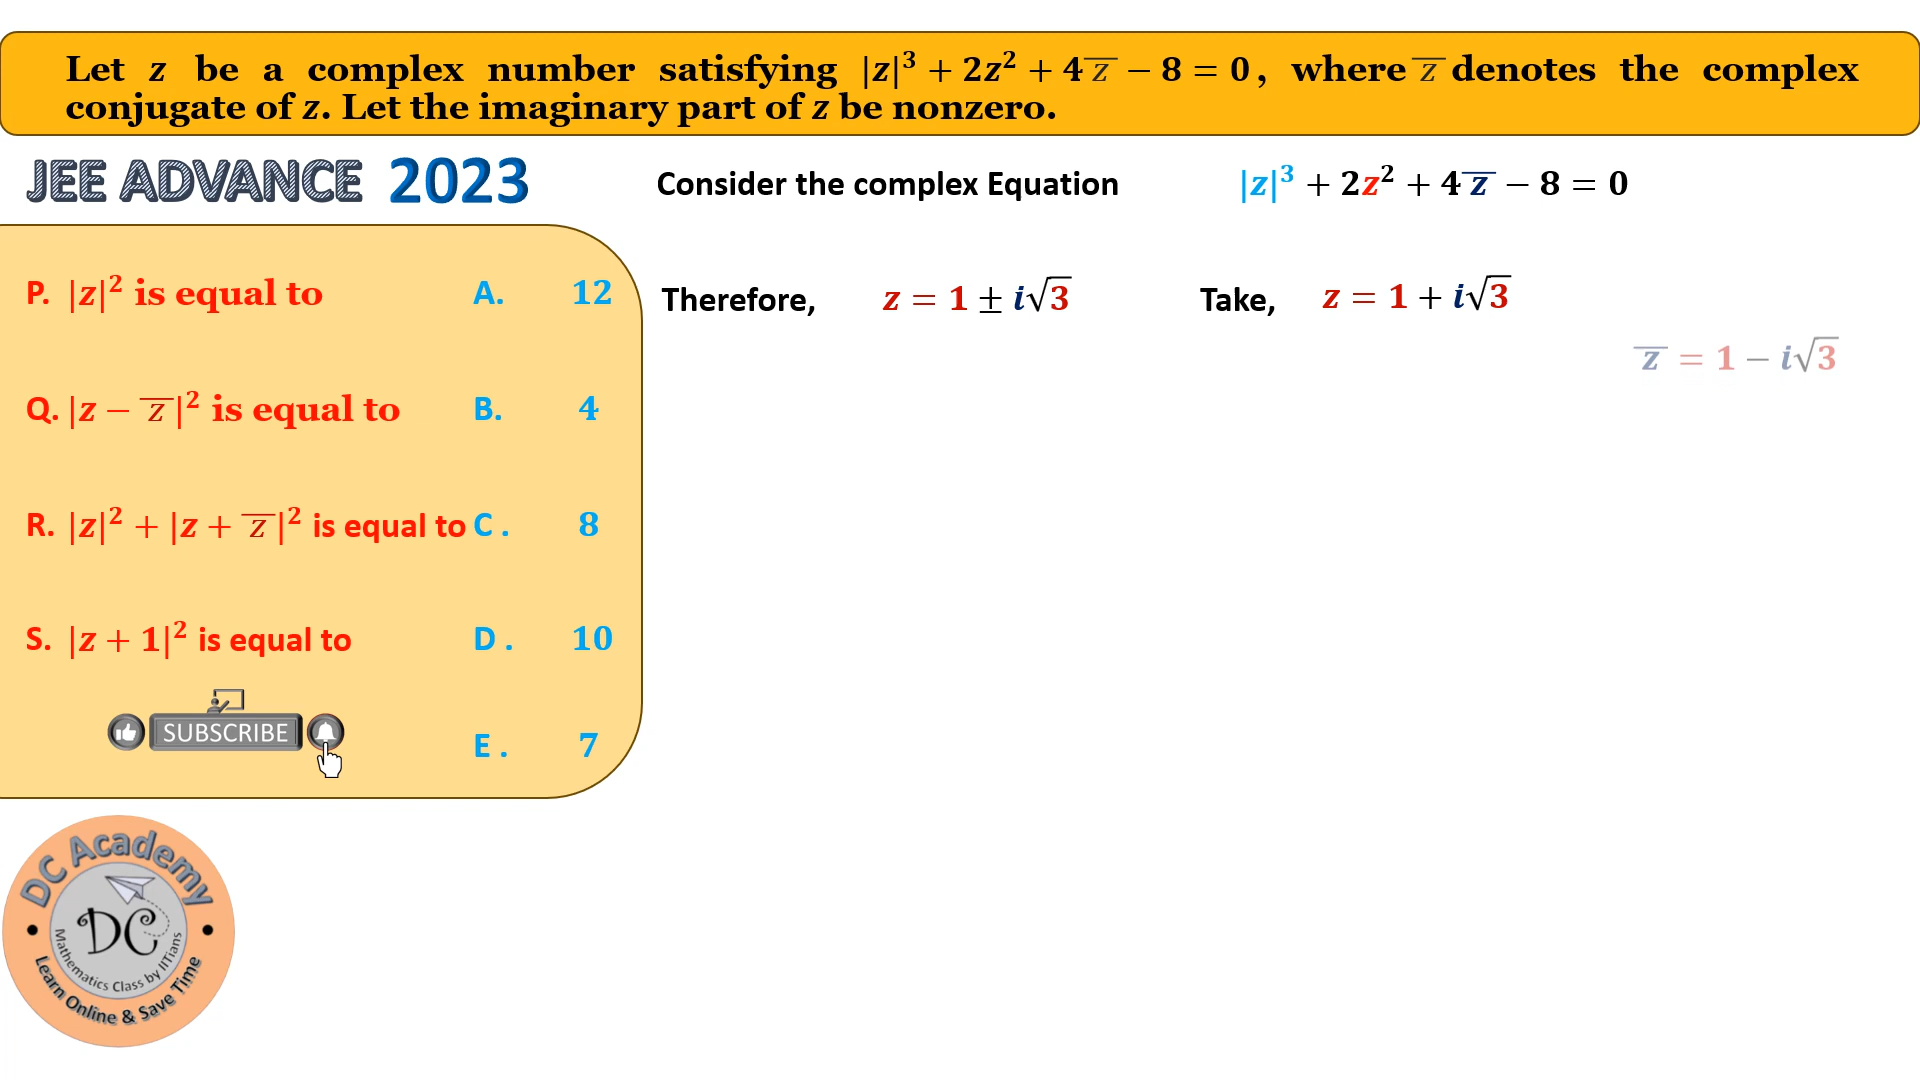 Let z be a complex number satisfying |z|³ + 2z² + 4z̅ − 8 = 0, where z̅ denotes the complex
conjugate of z. Let the imaginary part of z be nonzero.
JEE ADVANCE 2023
Consider the complex Equation |z|³ + 2z² + 4z̅ − 8 = 0
Therefore, z = 1 ± i√3 Take, z = 1 + i√3
z̅ = 1 − i√3
P. |z|² is equal to A. 12
Q. |z − z̅|² is equal to B. 4
R. |z|² + |z + z̅|² is equal to C . 8
S. |z + 1|² is equal to D . 10
SUBSCRIBE
E . 7
DC Academy
DC
Mathematics Class by IITians
Learn Online & Save Time